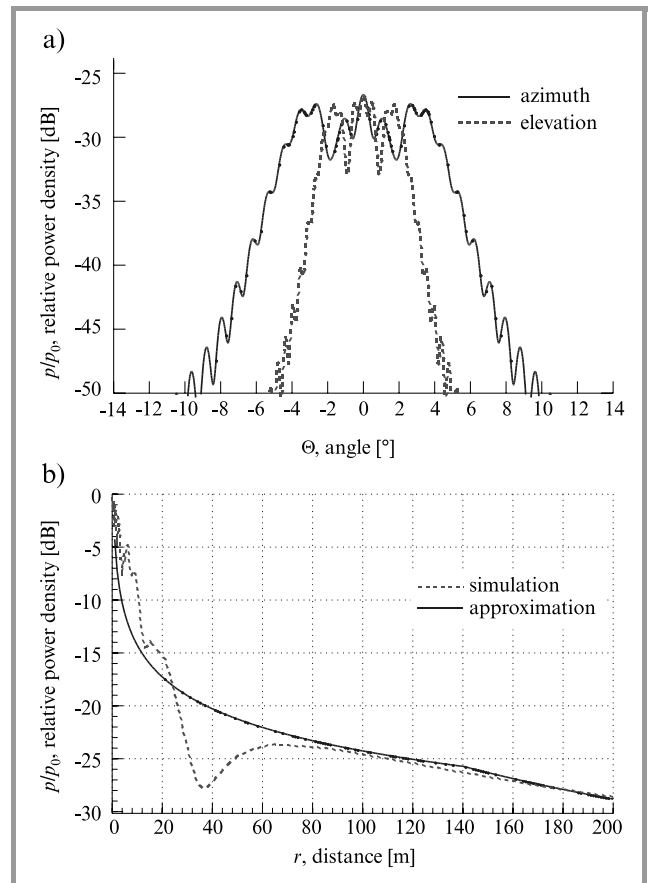 a)
-25
-30
-35
-40
-45
-50
p/p₀, relative power density [dB]
azimuth
elevation
-14 -12 -10 -8 -6 -4 -2 0 2 4 6 8 10 12 14
Θ, angle [°]
b)
0
-5
-10
-15
-20
-25
-30
p/p₀, relative power density [dB]
simulation
approximation
0 20 40 60 80 100 120 140 160 180 200
r, distance [m]